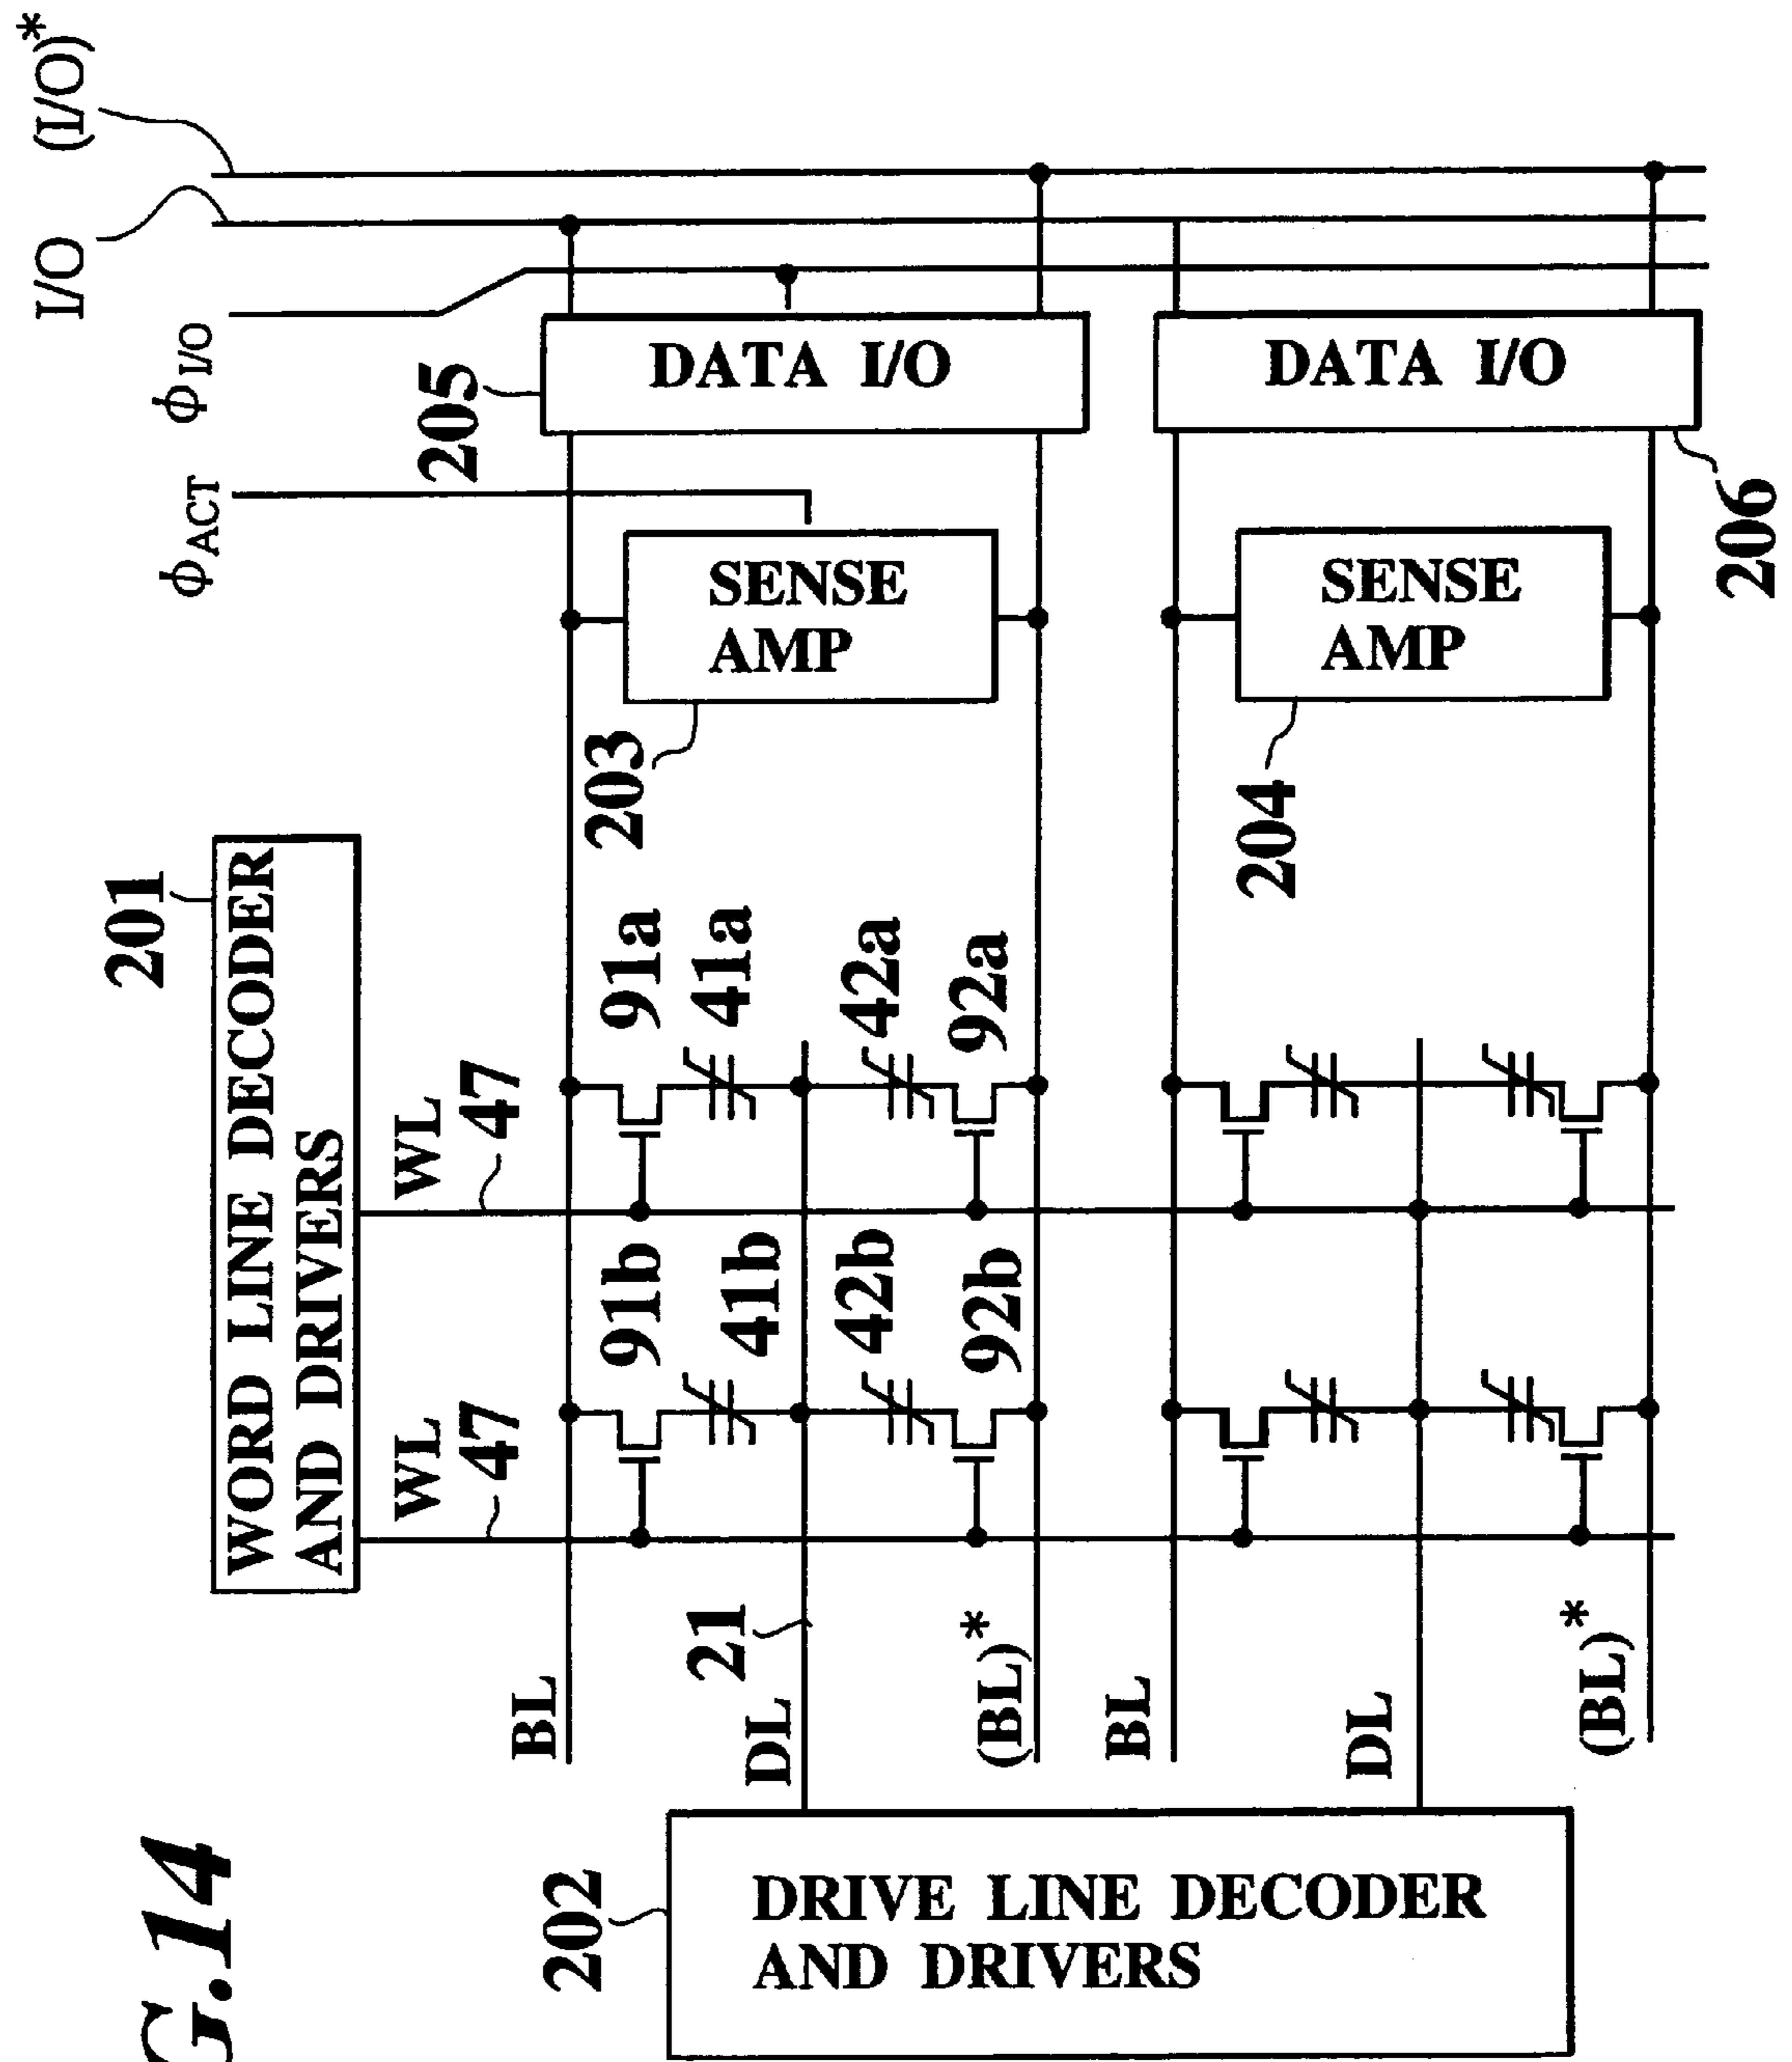 (I/O)*
I/O
φI/O
φACT
205
DATA I/O
DATA I/O
206
SENSE
AMP
SENSE
AMP
203
204
201
WORD LINE DECODER
AND DRIVERS
WL
47
WL
47
91a
41a
42a
92a
91b
41b
42b
92b
BL
DL
21
(BL)*
BL
DL
(BL)*
202
DRIVE LINE DECODER
AND DRIVERS
G.14